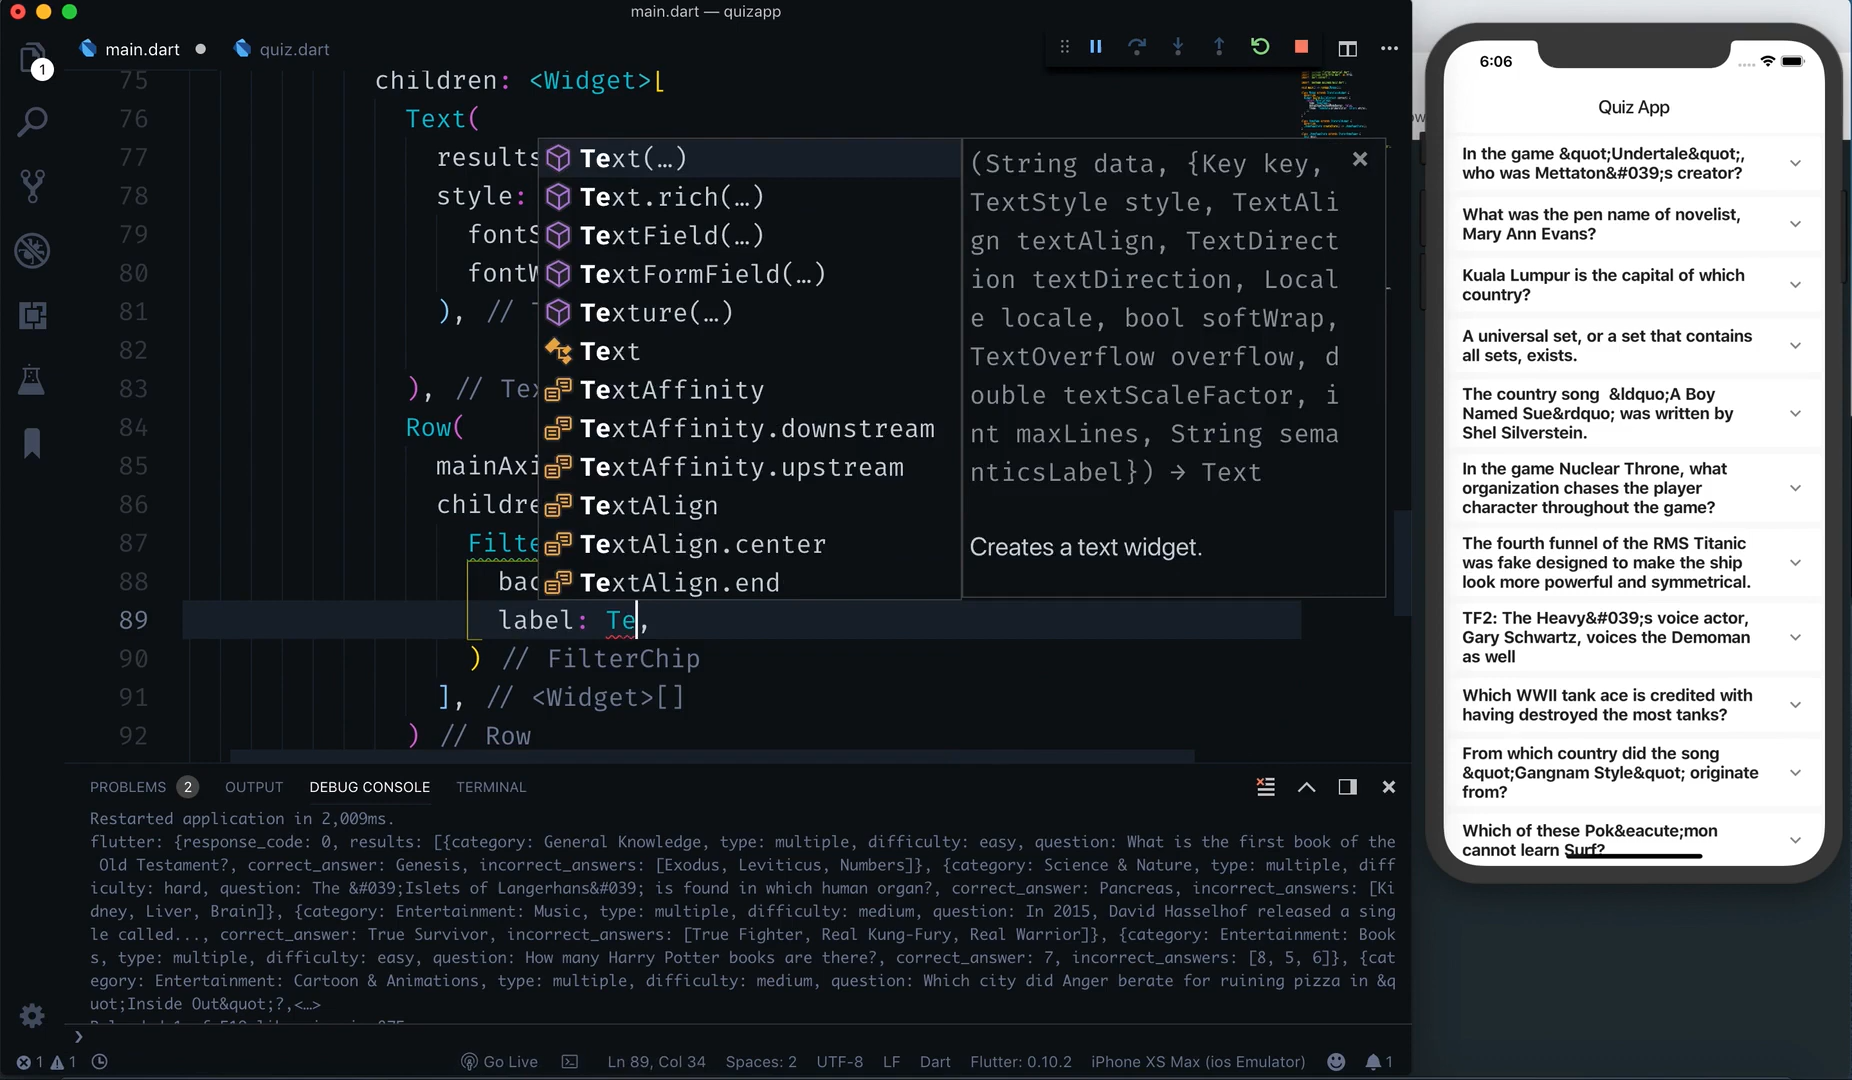 main.dart — quizapp
main.dart
quiz.dart
1
75 children: <Widget>[
76 Text(
77 results
78 style:
79 fontS
80 fontW
81 ), // T
82
83 ), // Tex
84 Row(
85 mainAxi
86 childre
87 Filte
88 bac
89 label: Te,
90 ) // FilterChip
91 ], // <Widget>[]
92 ) // Row
Text(…)
Text.rich(…)
TextField(…)
TextFormField(…)
Texture(…)
Text
TextAffinity
TextAffinity.downstream
TextAffinity.upstream
TextAlign
TextAlign.center
TextAlign.end
(String data, {Key key,
TextStyle style, TextAli
gn textAlign, TextDirect
ion textDirection, Local
e locale, bool softWrap,
TextOverflow overflow, d
ouble textScaleFactor, i
nt maxLines, String sema
nticsLabel}) → Text
Creates a text widget.
PROBLEMS 2 OUTPUT DEBUG CONSOLE TERMINAL
Restarted application in 2,009ms.
flutter: {response_code: 0, results: [{category: General Knowledge, type: multiple, difficulty: easy, question: What is the first book of the
Old Testament?, correct_answer: Genesis, incorrect_answers: [Exodus, Leviticus, Numbers]}, {category: Science & Nature, type: multiple, diff
iculty: hard, question: The &#039;Islets of Langerhans&#039; is found in which human organ?, correct_answer: Pancreas, incorrect_answers: [Ki
dney, Liver, Brain]}, {category: Entertainment: Music, type: multiple, difficulty: medium, question: In 2015, David Hasselhof released a sing
le called..., correct_answer: True Survivor, incorrect_answers: [True Fighter, Real Kung-Fury, Real Warrior]}, {category: Entertainment: Book
s, type: multiple, difficulty: easy, question: How many Harry Potter books are there?, correct_answer: 7, incorrect_answers: [8, 5, 6]}, {cat
egory: Entertainment: Cartoon & Animations, type: multiple, difficulty: medium, question: Which city did Anger berate for ruining pizza in &q
uot;Inside Out&quot;?,<…>
1 1 Go Live Ln 89, Col 34 Spaces: 2 UTF-8 LF Dart Flutter: 0.10.2 iPhone XS Max (ios Emulator) 1
6:06
Quiz App
In the game &quot;Undertale&quot;,
who was Mettaton&#039;s creator?
What was the pen name of novelist,
Mary Ann Evans?
Kuala Lumpur is the capital of which
country?
A universal set, or a set that contains
all sets, exists.
The country song &ldquo;A Boy
Named Sue&rdquo; was written by
Shel Silverstein.
In the game Nuclear Throne, what
organization chases the player
character throughout the game?
The fourth funnel of the RMS Titanic
was fake designed to make the ship
look more powerful and symmetrical.
TF2: The Heavy&#039;s voice actor,
Gary Schwartz, voices the Demoman
as well
Which WWII tank ace is credited with
having destroyed the most tanks?
From which country did the song
&quot;Gangnam Style&quot; originate
from?
Which of these Pok&eacute;mon
cannot learn Surf?